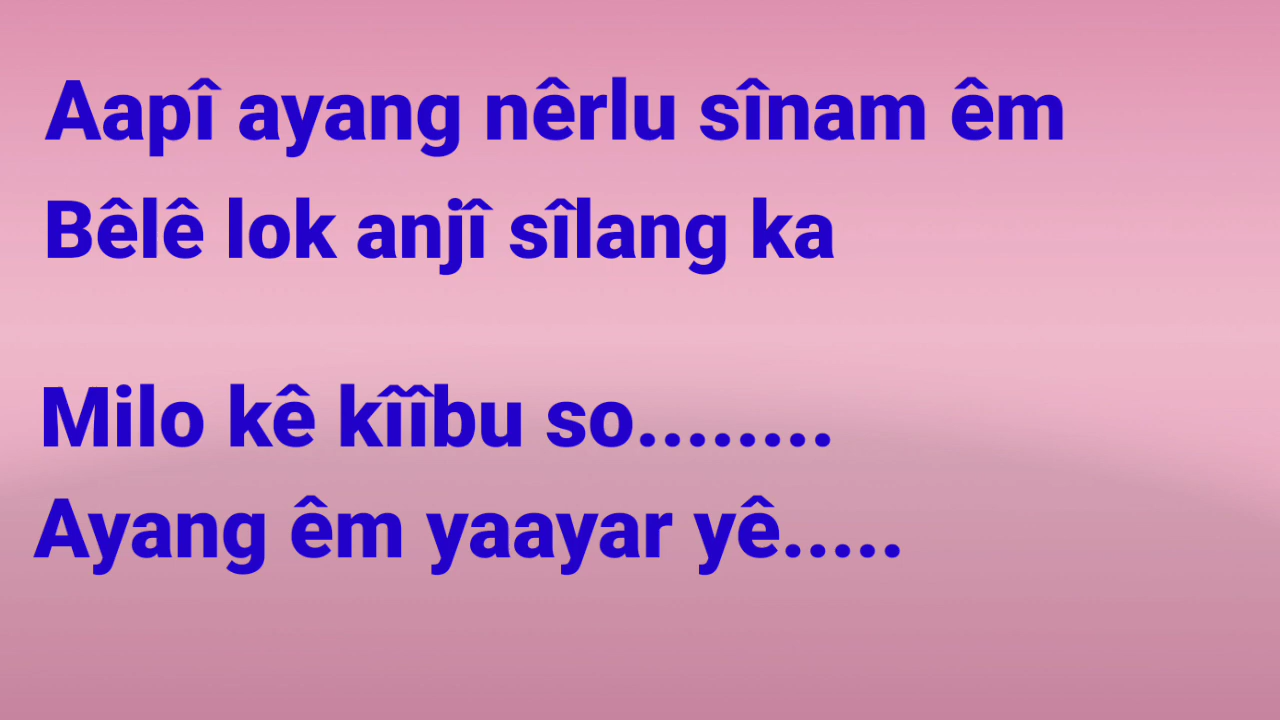 Aapî ayang nêrlu sînam êm
Bêlê lok anjî sîlang ka
Milo kê kîîbu so........
Ayang êm yaayar yê.....